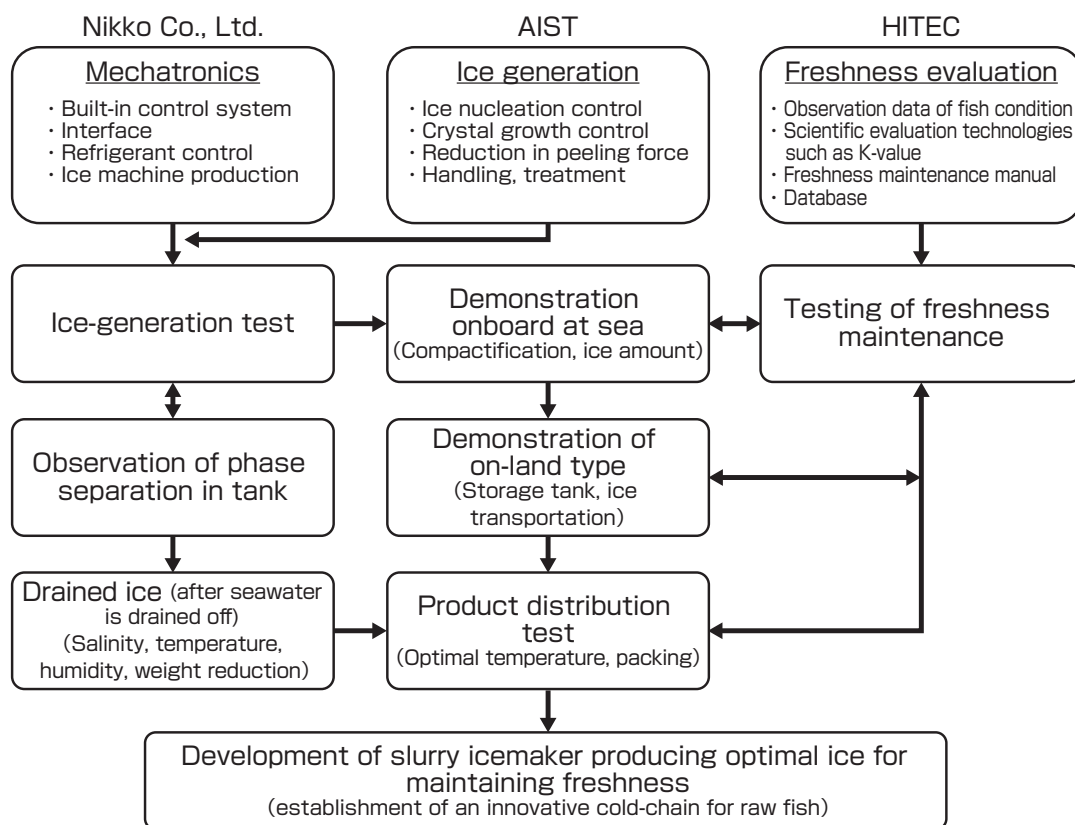 Nikko Co., Ltd.
AIST
HITEC
Mechatronics
・Built-in control system
・Interface
・Refrigerant control
・Ice machine production
Ice generation
・Ice nucleation control
・Crystal growth control
・Reduction in peeling force
・Handling, treatment
Freshness evaluation
・Observation data of fish condition
・Scientific evaluation technologies
such as K-value
・Freshness maintenance manual
・Database
Ice-generation test
Demonstration
onboard at sea
(Compactification, ice amount)
Testing of freshness
maintenance
Observation of phase
separation in tank
Demonstration of
on-land type
(Storage tank, ice
transportation)
Drained ice (after seawater
is drained off)
(Salinity, temperature,
humidity, weight reduction)
Product distribution
test
(Optimal temperature, packing)
Development of slurry icemaker producing optimal ice for
maintaining freshness
(establishment of an innovative cold-chain for raw fish)